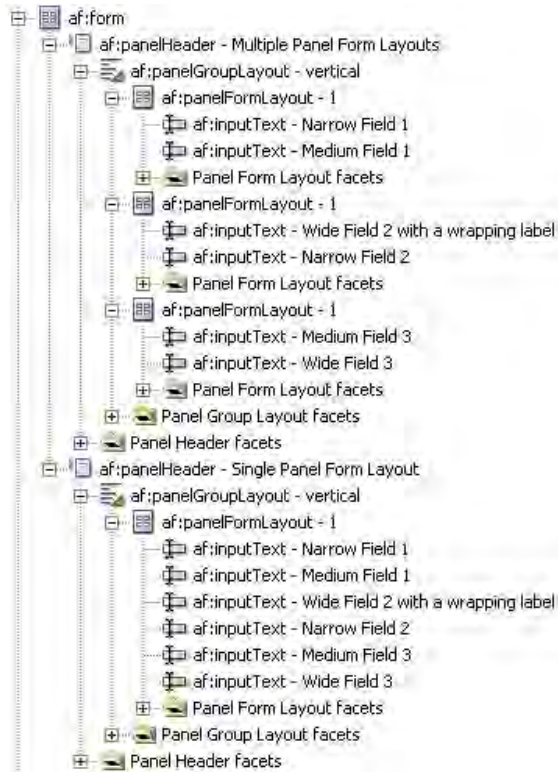 af:form
af:panelHeader - Multiple Panel Form Layouts
af:panelGroupLayout - vertical
af:panelFormLayout - 1
af:inputText - Narrow Field 1
af:inputText - Medium Field 1
Panel Form Layout facets
af:panelFormLayout - 1
af:inputText - Wide Field 2 with a wrapping label
af:inputText - Narrow Field 2
Panel Form Layout facets
af:panelFormLayout - 1
af:inputText - Medium Field 3
af:inputText - Wide Field 3
Panel Form Layout facets
Panel Group Layout facets
Panel Header facets
af:panelHeader - Single Panel Form Layout
af:panelGroupLayout - vertical
af:panelFormLayout - 1
af:inputText - Narrow Field 1
af:inputText - Medium Field 1
af:inputText - Wide Field 2 with a wrapping label
af:inputText - Narrow Field 2
af:inputText - Medium Field 3
af:inputText - Wide Field 3
Panel Form Layout facets
Panel Group Layout facets
Panel Header facets